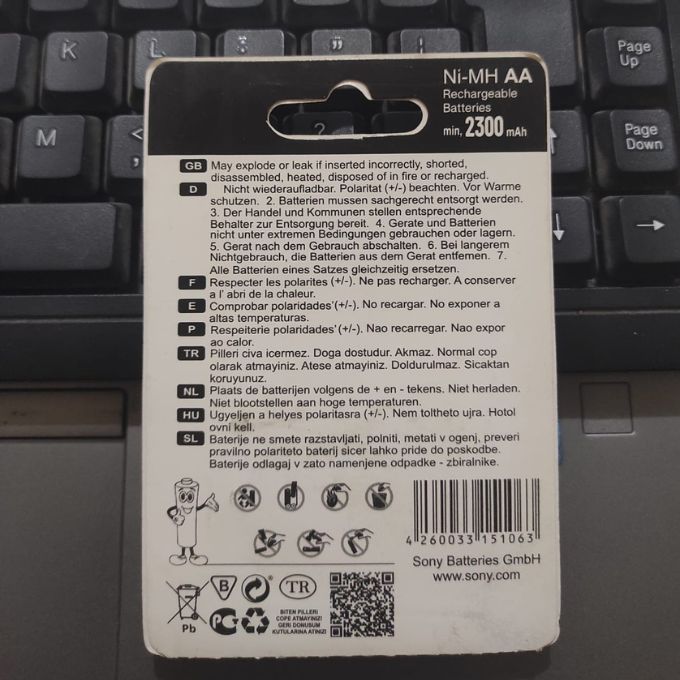 K
L
Page
Up
Ni-MH AA
Rechargeable
Batteries
min, 2300 mAh
?
M
Page
Down
GB May explode or leak if inserted incorrectly, shorted,
disassembled, heated, disposed of in fire or recharged.
D Nicht wiederaufladbar. Polaritat (+/-) beachten. Vor Warme
schutzen. 2. Batterien mussen sachgerecht entsorgt werden.
3. Der Handel und Kommunen stellen entsprechende
Behalter zur Entsorgung bereit. 4. Gerate und Batterien
nicht unter extremen Bedingungen gebrauchen oder lagern.
5. Gerat nach dem Gebrauch abschalten. 6. Bei langerem
Nichtgebrauch, die Batterien aus dem Gerat entfemen. 7.
Alle Batterien eines Satzes gleichzeitig ersetzen.
F Respecter les polarites (+/-). Ne pas recharger. A conserver
a l' abri de la chaleur.
E Comprobar polaridades'(+/-). No recargar. No exponer a
altas temperaturas.
P Respeiterie polaridades'(+/-). Nao recarregar. Nao expor
ao calor.
TR Pilleri civa icermez. Doga dostudur. Akmaz. Normal cop
olarak atmayiniz. Atese atmayiniz. Doldurulmaz. Sicaktan
koruyunuz.
NL Plaats de batterijen volgens de + en - tekens. Niet herladen.
Niet blootstellen aan hoge temperaturen.
HU Ugyeljen a helyes polaritasra (+/-). Nem toltheto ujra. Hotol
ovni kell.
SL Baterije ne smete razstavljati, polniti, metati v ogenj, preveri
pravilno polariteto baterij sicer lahko pride do poskodbe.
Baterije odlagaj v zato namenjene odpadke - zbiralnike.
4 260033 151063
Sony Batteries GmbH
www.sony.com
B
TR
Pb
BITEN PILLERI
COPE ATMAYINIZ!
GERI DONUSUM
KUTULARINA ATINIZ!